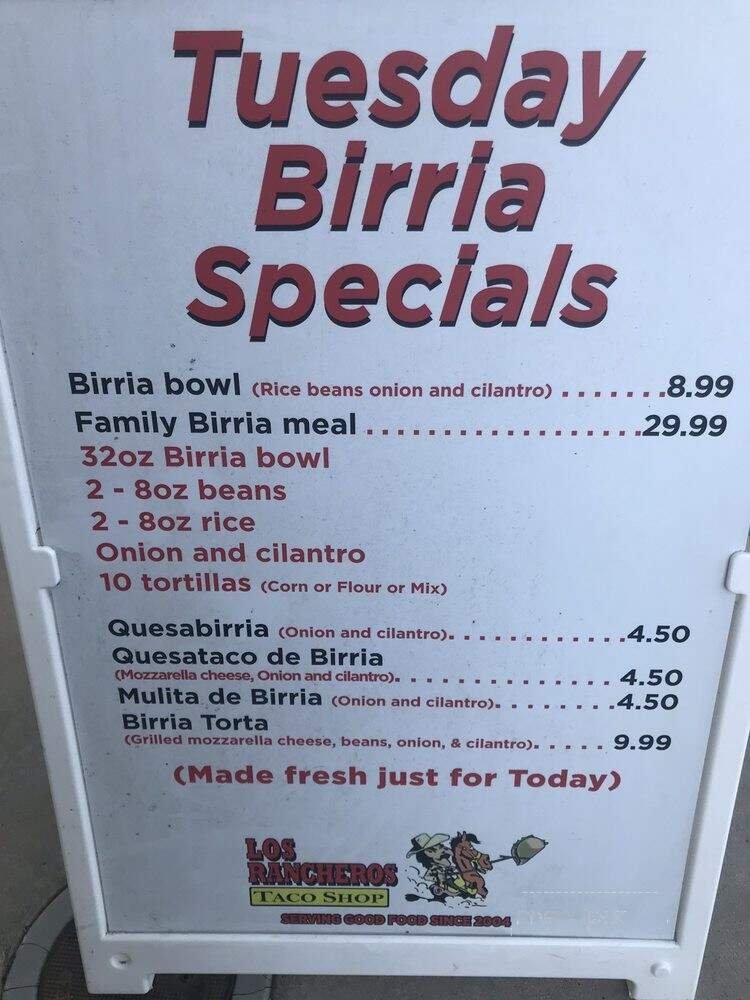 Tuesday
Birria
Specials
Birria bowl (Rice beans onion and cilantro) . . . . . . .8.99
Family Birria meal . . . . . . . . . . . . . . . . . .29.99
32oz Birria bowl
2 - 8oz beans
2 - 8oz rice
Onion and cilantro
10 tortillas (Corn or Flour or Mix)
Quesabirria (Onion and cilantro). . . . . . . . . . . .4.50
Quesataco de Birria
(Mozzarella cheese, Onion and cilantro). . . . . . . . . . . . . . 4.50
Mulita de Birria (Onion and cilantro). . . . . . . .4.50
Birria Torta
(Grilled mozzarella cheese, beans, onion, & cilantro). . . . . 9.99
(Made fresh just for Today)
LOS
RANCHEROS
TACO SHOP
SERVING GOOD FOOD SINCE 2004